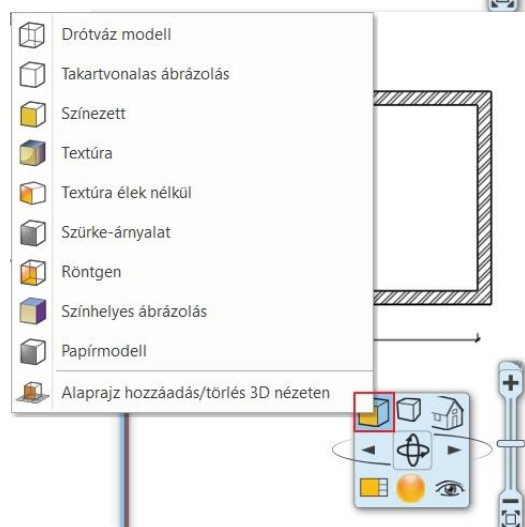 Drótváz modell
Takartvonalas ábrázolás
Színezett
Textúra
Textúra élek nélkül
Szürke-árnyalat
Röntgen
Színhelyes ábrázolás
Papírmodell
Alaprajz hozzáadás/törlés 3D nézeten